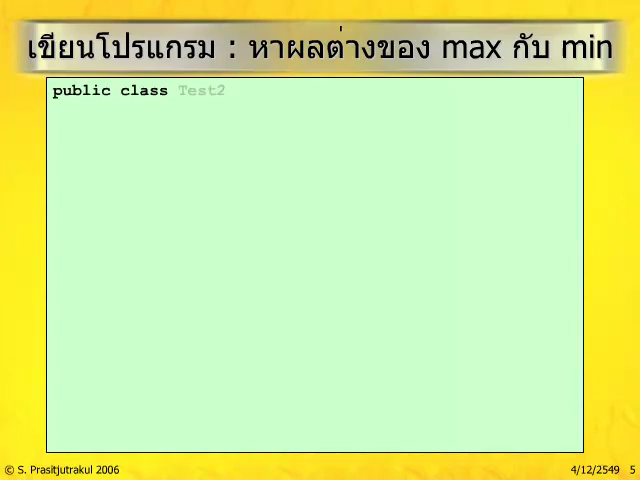 เขียนโปรแกรม : หาผลต่างของ max กับ min
public class Test2
© S. Prasitjutrakul 2006
4/12/2549 5